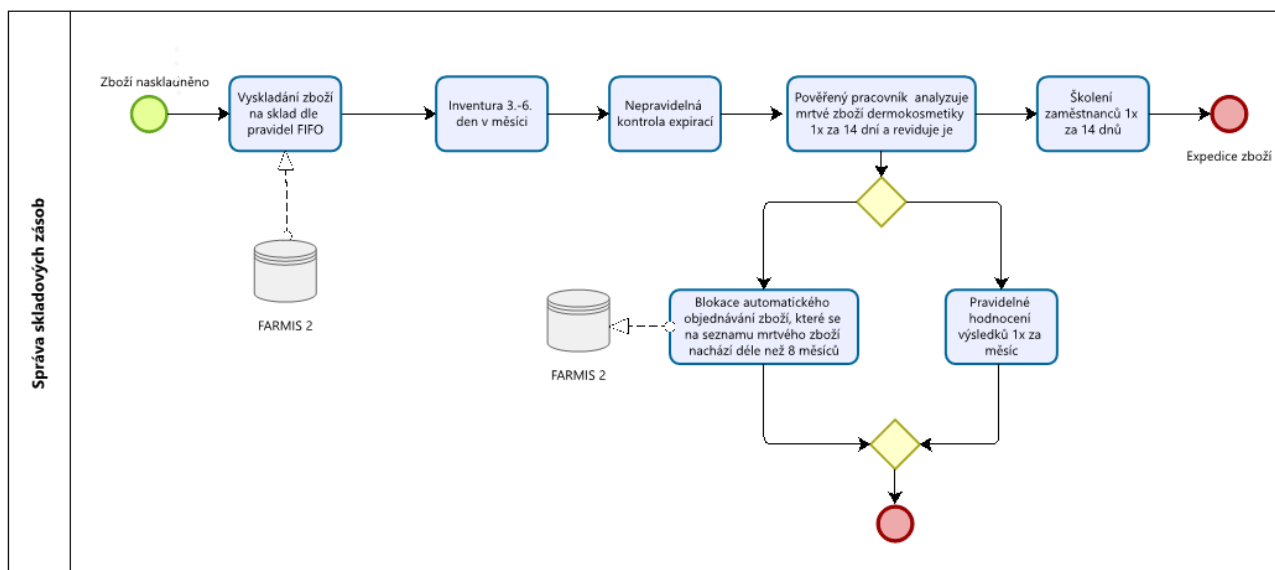 Správa skladových zásob
Zboží naskladněno
Vyskladání zboží
na sklad dle
pravidel FIFO
Inventura 3.-6.
den v měsíci
Nepravidelná
kontrola expirací
Pověřený pracovník analyzuje
mrtvé zboží dermokosmetiky
1x za 14 dní a reviduje je
Školení
zaměstnanců 1x
za 14 dnů
Expedice zboží
FARMIS 2
Blokace automatického
objednávání zboží, které se
na seznamu mrtvého zboží
nachází déle než 8 měsíců
FARMIS 2
Pravidelné
hodnocení
výsledků 1x za
měsíc